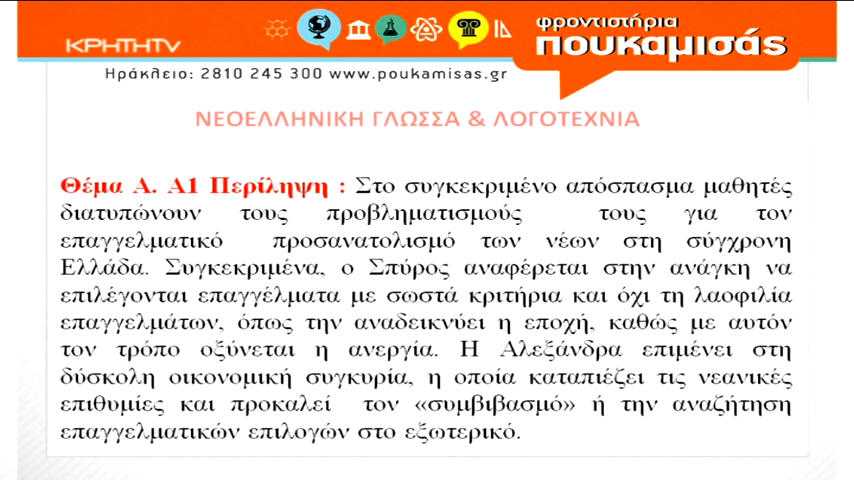 ΚΡΗΤΗTV
φροντιστήρια
πουκαμισάς
Ηράκλειο: 2810 245 300 www.poukamisas.gr
ΝΕΟΕΛΛΗΝΙΚΗ ΓΛΩΣΣΑ & ΛΟΓΟΤΕΧΝΙΑ
Θέμα Α. Α1 Περίληψη : Στο συγκεκριμένο απόσπασμα μαθητές
διατυπώνουν τους προβληματισμούς τους για τον
επαγγελματικό προσανατολισμό των νέων στη σύγχρονη
Ελλάδα. Συγκεκριμένα, ο Σπύρος αναφέρεται στην ανάγκη να
επιλέγονται επαγγέλματα με σωστά κριτήρια και όχι τη λαοφιλία
επαγγελμάτων, όπως την αναδεικνύει η εποχή, καθώς με αυτόν
τον τρόπο οξύνεται η ανεργία. Η Αλεξάνδρα επιμένει στη
δύσκολη οικονομική συγκυρία, η οποία καταπιέζει τις νεανικές
επιθυμίες και προκαλεί τον «συμβιβασμό» ή την αναζήτηση
επαγγελματικών επιλογών στο εξωτερικό.